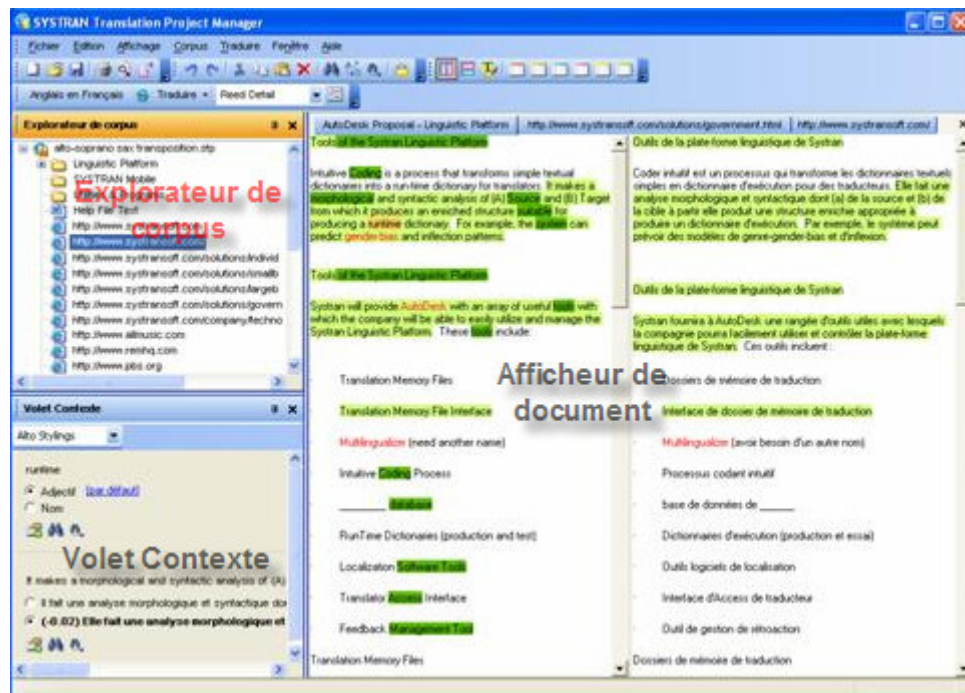 SYSTRAN Translation Project Manager
Fichier Edition Affichage Corpus Traduire Fenêtre Aide
Anglais en Français Traduire Reed Detail
Explorateur de corpus
alto-soprano sax transposition.stp
Linguistic Platform
SYSTRAN Mobile
Help File Text
http://www.systransoft.com/
http://www.systransoft.com/solutions/individ
http://www.systransoft.com/solutions/smallb
http://www.systransoft.com/solutions/largeb
http://www.systransoft.com/solutions/govern
http://www.systransoft.com/company/techno
http://www.allmusic.com
http://www.remhq.com
http://www.pbs.org
Explorateur de
corpus
Volet Contexte
Alto Stylings
runtime
Adjectif [par défaut]
Nom
Volet Contexte
It makes a morphological and syntactic analysis of (A)
il fait une analyse morphologique et syntactique do
(-0.02) Elle fait une analyse morphologique et
AutoDesk Proposal - Linguistic Platform http://www.systransoft.com/solutions/government.html http://www.systransoft.com/
Tools of the Systran Linguistic Platform
Intuitive Coding is a process that transforms simple textual
dictionaries into a run-time dictionary for translators. It makes a
morphological and syntactic analysis of (A) Source and (B) Target
from which it produces an enriched structure suitable for
producing a runtime dictionary. For example, the system can
predict gender-bias and inflection patterns.
Tools of the Systran Linguistic Platform
Systran will provide AutoDesk with an array of useful tools with
which the company will be able to easily utilize and manage the
Systran Linguistic Platform. These tools include:
Translation Memory Files
Translation Memory File Interface
Multilingualize (need another name)
Intuitive Coding Process
_______ database
RunTime Dictionaries (production and test)
Localization Software Tools
Translator Access Interface
Feedback Management Tool
Translation Memory Files
Afficheur de
document
Outils de la plate-forme linguistique de Systran
Coder intuitif est un processus qui transforme les dictionnaires textuels
simples en dictionnaire d'exécution pour des traducteurs. Elle fait une
analyse morphologique et syntactique dont (a) de la source et (b) de
la cible à partir elle produit une structure enrichie appropriée à
produire un dictionnaire d'exécution. Par exemple, le système peut
prévoir des modèles de genre-gender-bias et d'inflexion.
Outils de la plate-forme linguistique de Systran
Systran fournira à AutoDesk une rangée d'outils utiles avec lesquels
la compagnie pourra facilement utiliser et contrôler la plate-forme
linguistique de Systran. Ces outils incluent :
Dossiers de mémoire de traduction
Interface de dossier de mémoire de traduction
Multilingualize (avoir besoin d'un autre nom)
Processus codant intuitif
base de données de ______
Dictionnaires d'exécution (production et essai)
Outils logiciels de localisation
Interface d'Access de traducteur
Outil de gestion de rétroaction
Dossiers de mémoire de traduction